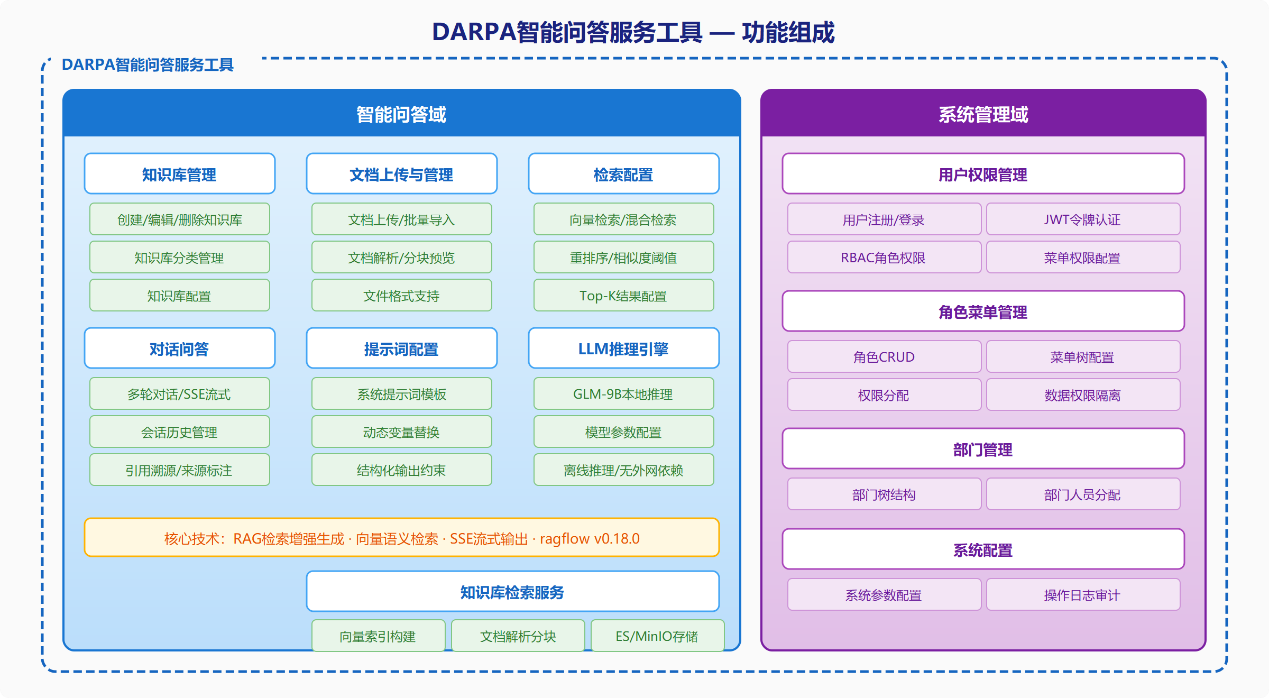 DARPA智能问答服务工具 — 功能组成
DARPA智能问答服务工具
智能问答域
知识库管理
创建/编辑/删除知识库
知识库分类管理
知识库配置
文档上传与管理
文档上传/批量导入
文档解析/分块预览
文件格式支持
检索配置
向量检索/混合检索
重排序/相似度阈值
Top-K结果配置
对话问答
多轮对话/SSE流式
会话历史管理
引用溯源/来源标注
提示词配置
系统提示词模板
动态变量替换
结构化输出约束
LLM推理引擎
GLM-9B本地推理
模型参数配置
离线推理/无外网依赖
核心技术：RAG检索增强生成 · 向量语义检索 · SSE流式输出 · ragflow v0.18.0
知识库检索服务
向量索引构建
文档解析分块
ES/MinIO存储
系统管理域
用户权限管理
用户注册/登录
JWT令牌认证
RBAC角色权限
菜单权限配置
角色菜单管理
角色CRUD
菜单树配置
权限分配
数据权限隔离
部门管理
部门树结构
部门人员分配
系统配置
系统参数配置
操作日志审计